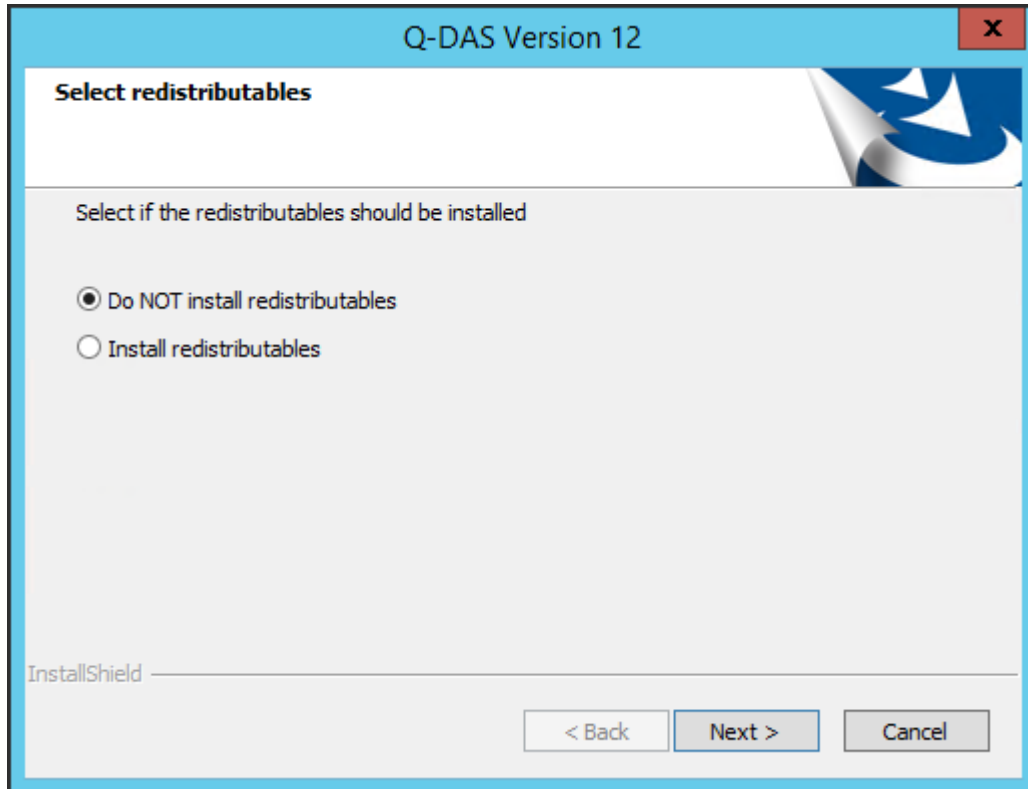 Q-DAS Version 12
x
Select redistributables
Select if the redistributables should be installed
Do NOT install redistributables
Install redistributables
InstallShield
< Back Next > Cancel